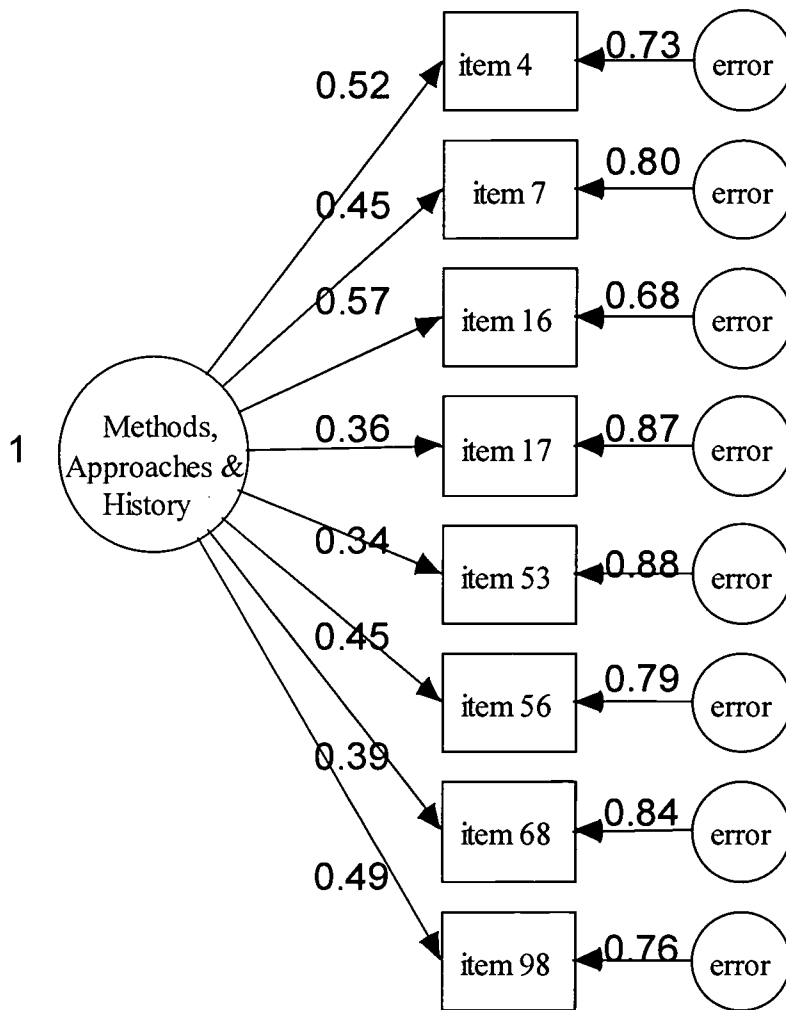 0.52 item 4 0.73 error
0.45 item 7 0.80 error
0.57 item 16 0.68 error
1
Methods,
Approaches &
History
0.36 item 17 0.87 error
0.34 item 53 0.88 error
0.45 item 56 0.79 error
0.39 item 68 0.84 error
0.49 item 98 0.76 error